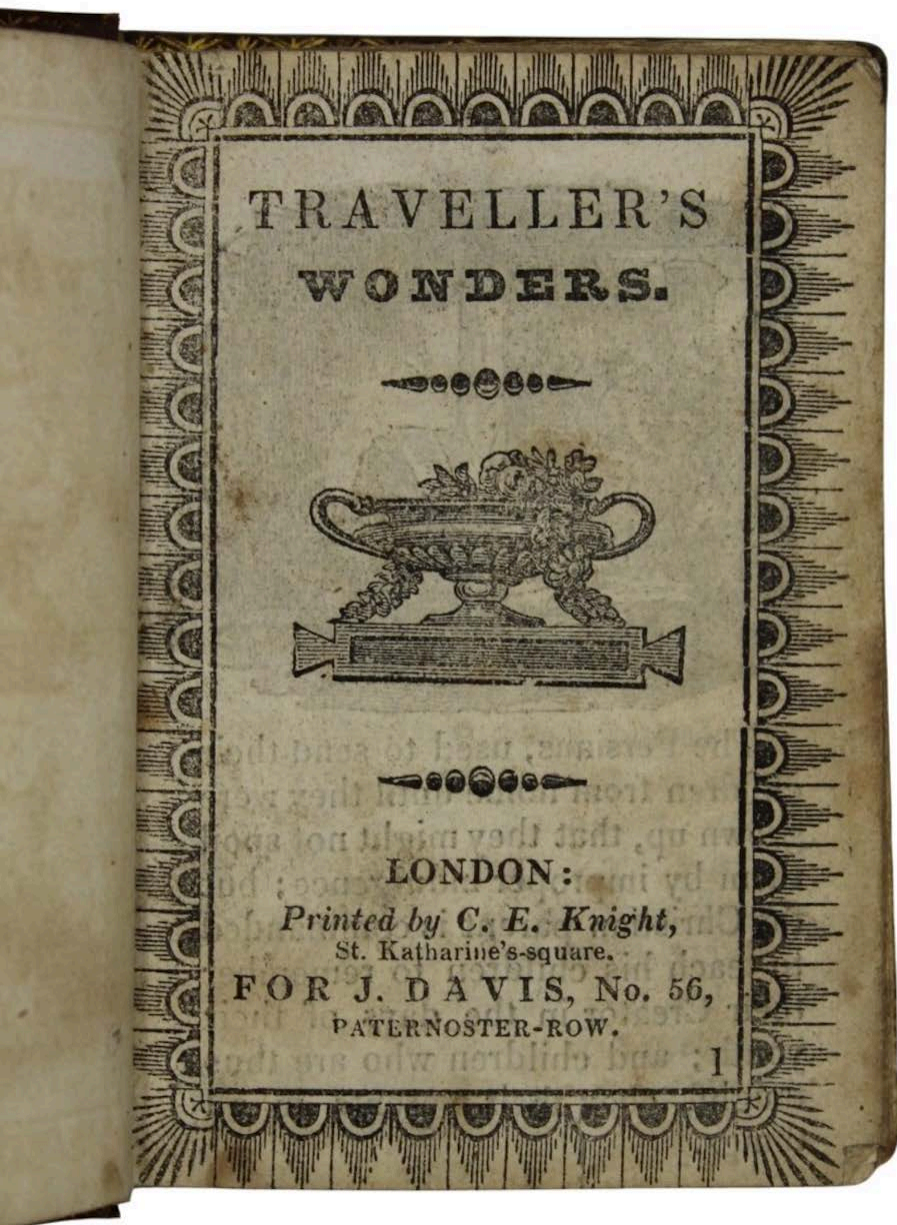 TRAVELLER'S
WONDERS.
LONDON:
Printed by C. E. Knight,
St. Katharine's-square.
FOR J. DAVIS, No. 56,
PATERNOSTER-ROW.
1